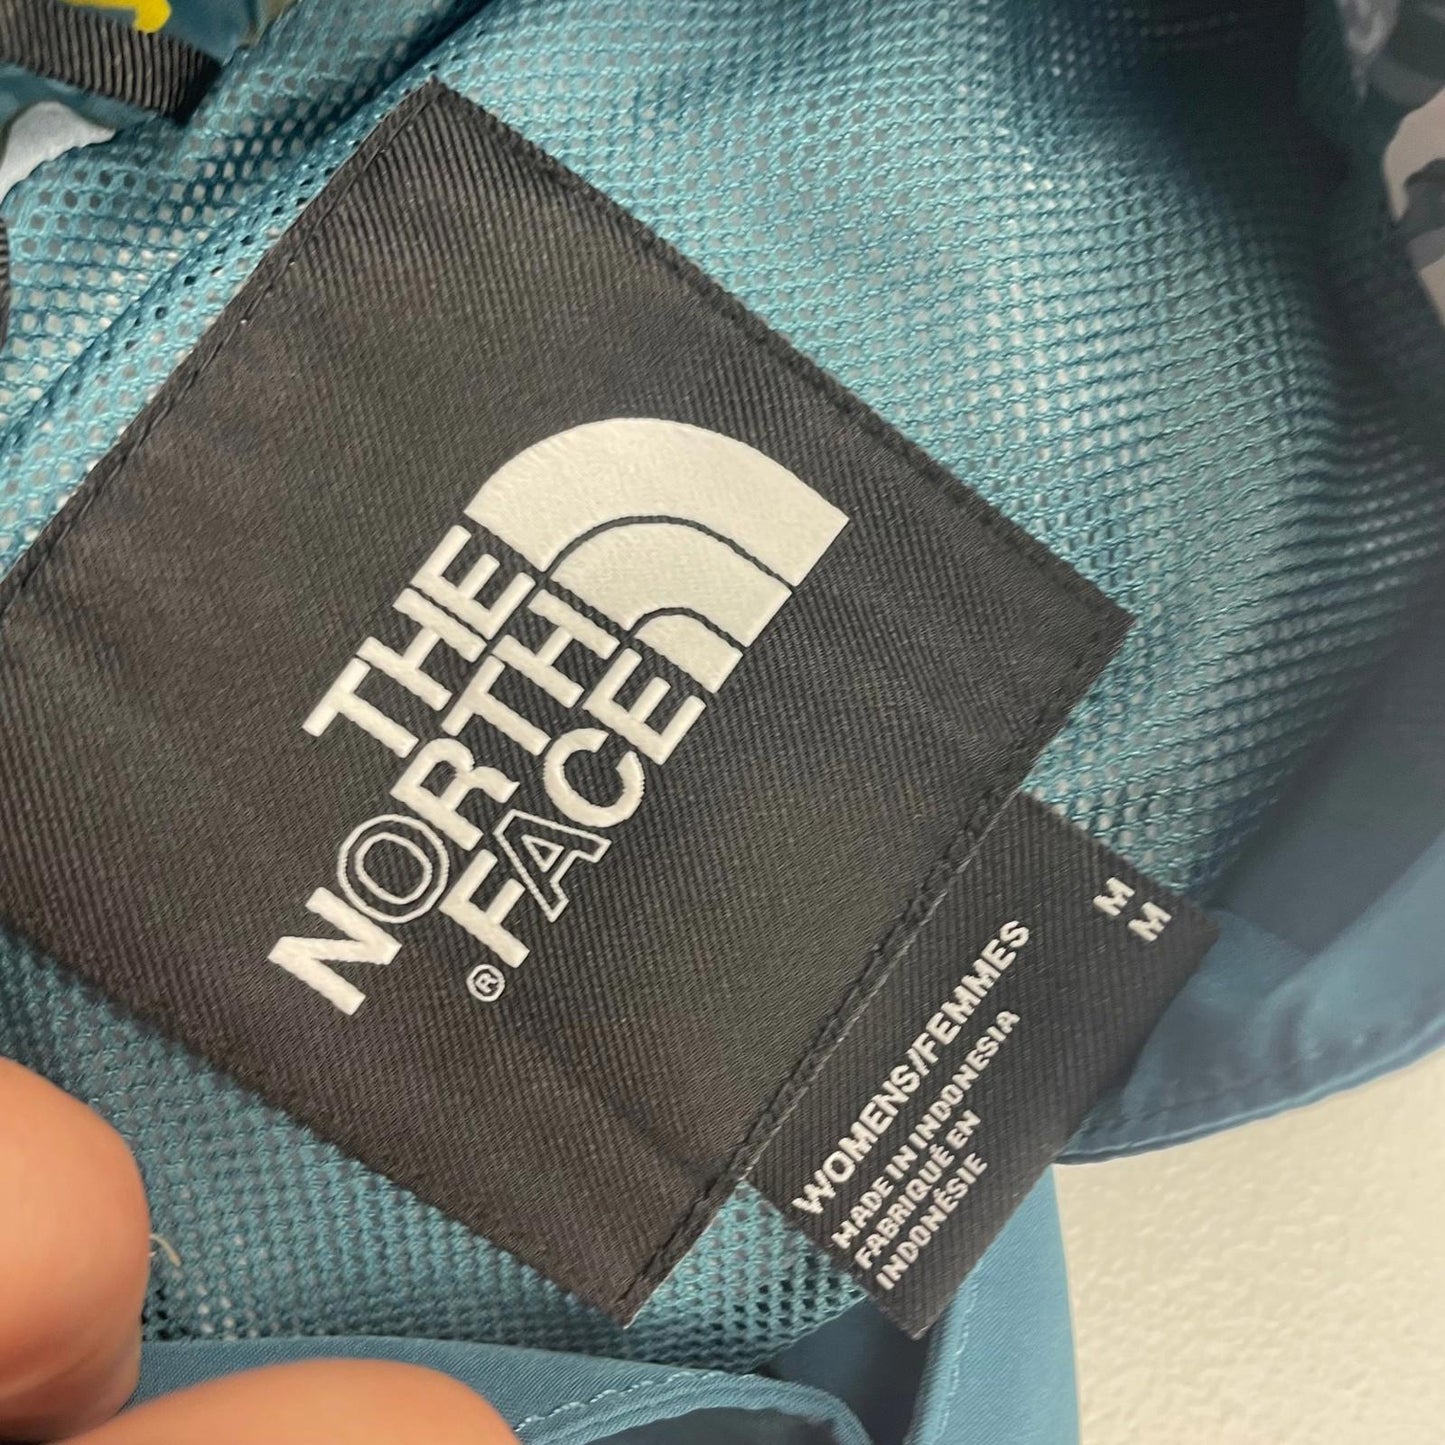 THE
NORTH
FACE®
M
M
WOMENS/FEMMES
MADE IN INDONESIA
FABRIQUÉ EN
INDONÉSIE